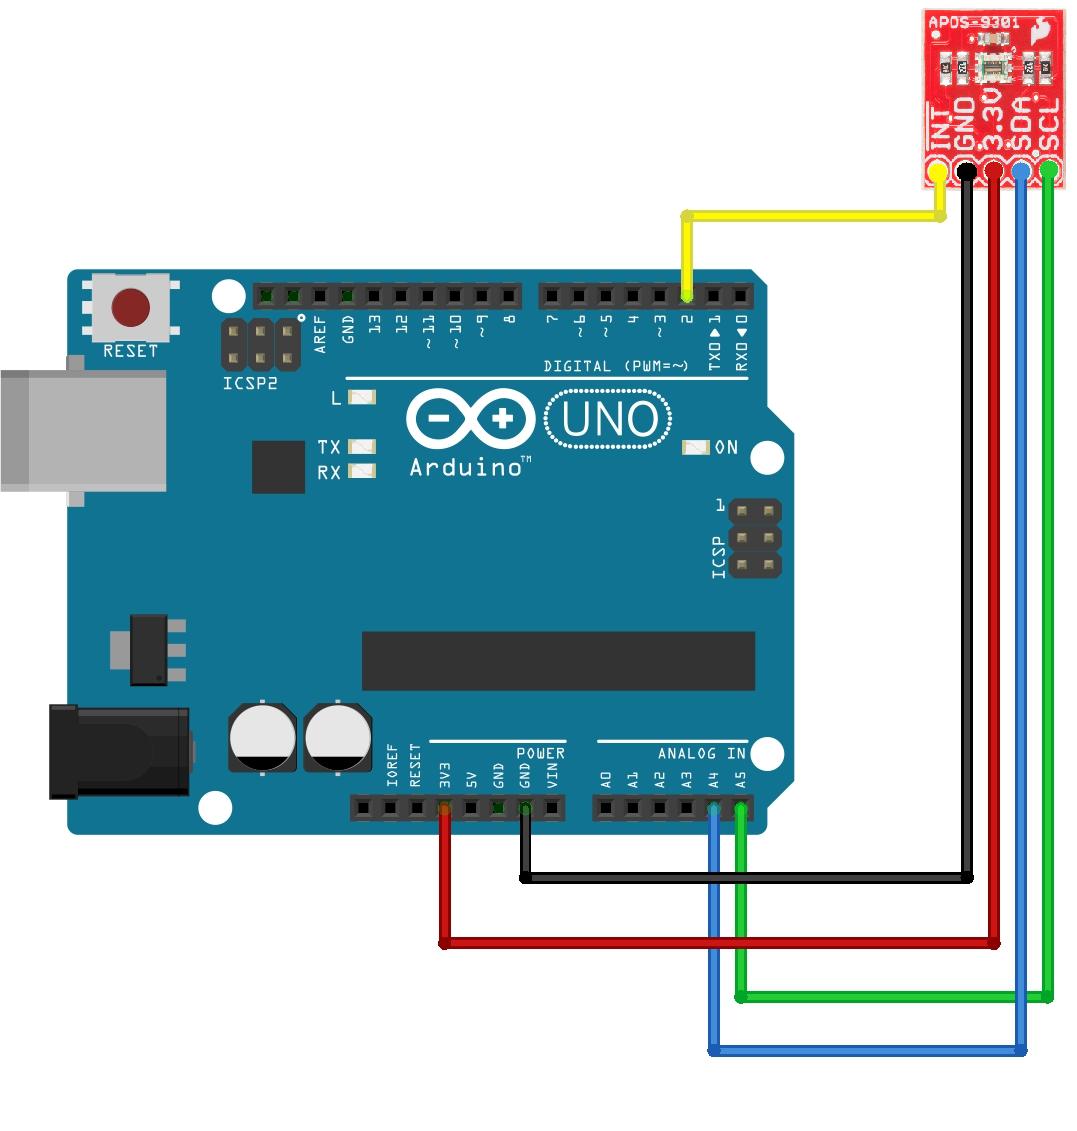 APDS-9301
INT
GND
3.3V
SDA
SCL
RESET
ICSP2
AREF
GND
13
12
~11
~10
~9
8
7
~6
~5
4
~3
2
TX0▶1
RX0◀0
DIGITAL (PWM=~)
L
TX
RX
UNO
Arduino™
ON
1
ICSP
POWER
ANALOG IN
IOREF
RESET
3V3
5V
GND
GND
VIN
A0
A1
A2
A3
A4
A5